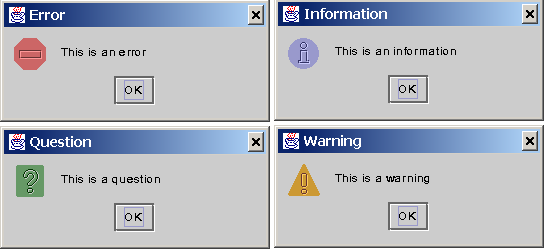 Error
This is an error
OK
Information
This is an information
OK
Question
This is a question
OK
Warning
This is a warning
OK